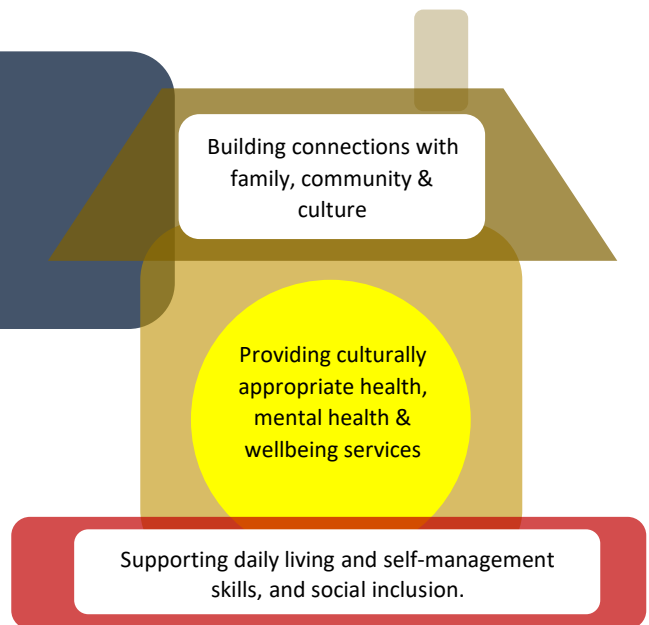 Building connections with
family, community &
culture
Providing culturally
appropriate health,
mental health &
wellbeing services
Supporting daily living and self-management
skills, and social inclusion.